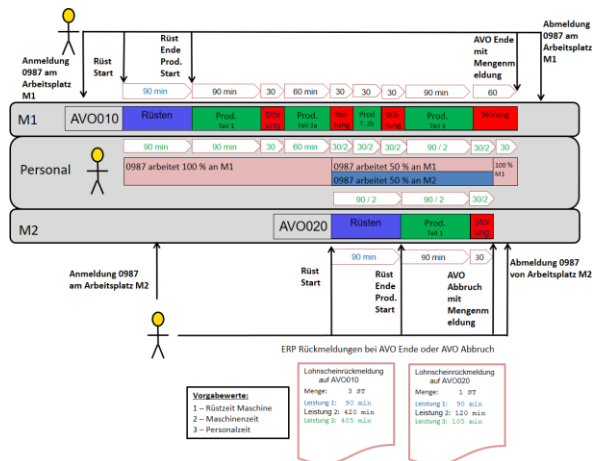 Anmeldung
0987 am
Arbeitsplatz
M1
Rüst
Start
Rüst
Ende
Prod.
Start
AVO Ende
mit
Mengenm
eldung
Abmeldung
0987 am
Arbeitsplatz
M1
90 min
90 min
30
60 min
30
30
30
90 min
60
M1
AVO010
Rüsten
Prod.
Teil 1
Stör
ung
Prod.
Teil 2a
Stö-
rung
Prod
T. 2b
Stö-
rung
Prod.
Teil 3
Störung
90 min
90 min
30
60 min
30/2
30/2
30/2
90 / 2
30/2
30
Personal
0987 arbeitet 100 % an M1
0987 arbeitet 50 % an M1
0987 arbeitet 50 % an M2
100 %
M1
90 / 2
90 / 2
30/2
M2
AVO020
Rüsten
Prod.
Teil 1
Stör
ung
90 min
90 min
30
Anmeldung 0987
am Arbeitsplatz M2
Rüst
Start
Rüst
Ende
Prod.
Start
AVO
Abbruch
mit
Mengenm
eldung
Abmeldung 0987
von Arbeitsplatz M2
ERP Rückmeldungen bei AVO Ende oder AVO Abbruch
Vorgabewerte:
1 – Rüstzeit Maschine
2 – Maschinenzeit
3 – Personalzeit
Lohnscheinrückmeldung
auf AVO010
Menge: 3 ST
Leistung 1: 90 min
Leistung 2: 420 min
Leistung 3: 405 min
Lohnscheinrückmeldung
auf AVO020
Menge: 1 ST
Leistung 1: 90 min
Leistung 2: 120 min
Leistung 3: 105 min